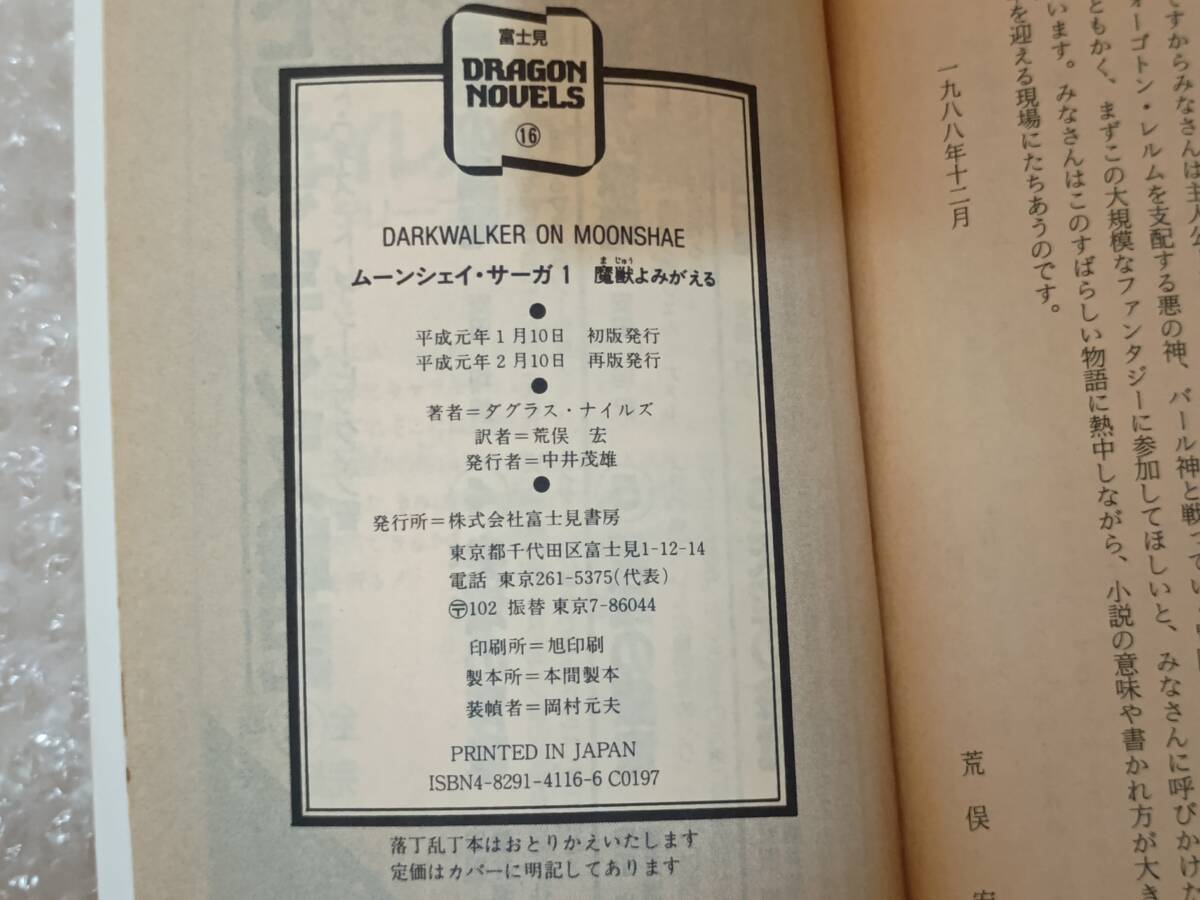 富士見
DRAGON
NOVELS
⑯
DARKWALKER ON MOONSHAE
ムーンシェイ・サーガ1 魔獣よみがえる
ま じゅう
平成元年1月10日 初版発行
平成元年2月10日 再版発行
著者=ダグラス・ナイルズ
訳者=荒俣 宏
発行者=中井茂雄
発行所=株式会社富士見書房
東京都千代田区富士見1-12-14
電話 東京261-5375(代表)
〶102 振替 東京7-86044
印刷所=旭印刷
製本所=本間製本
装幀者=岡村元夫
PRINTED IN JAPAN
ISBN4-8291-4116-6 C0197
落丁乱丁本はおとりかえいたします
定価はカバーに明記してあります
ですからみなさんは主人公
ォーゴトン・レルムを支配する悪の神、バール神と戦って
ともかく、まずこの大規模なファンタジーに参加してほしいと、みなさんに呼びかけた
います。みなさんはこのすばらしい物語に熱中しながら、小説の意味や書かれ方が大き
を迎える現場にたちあうのです。
一九八八年十二月
荒俣